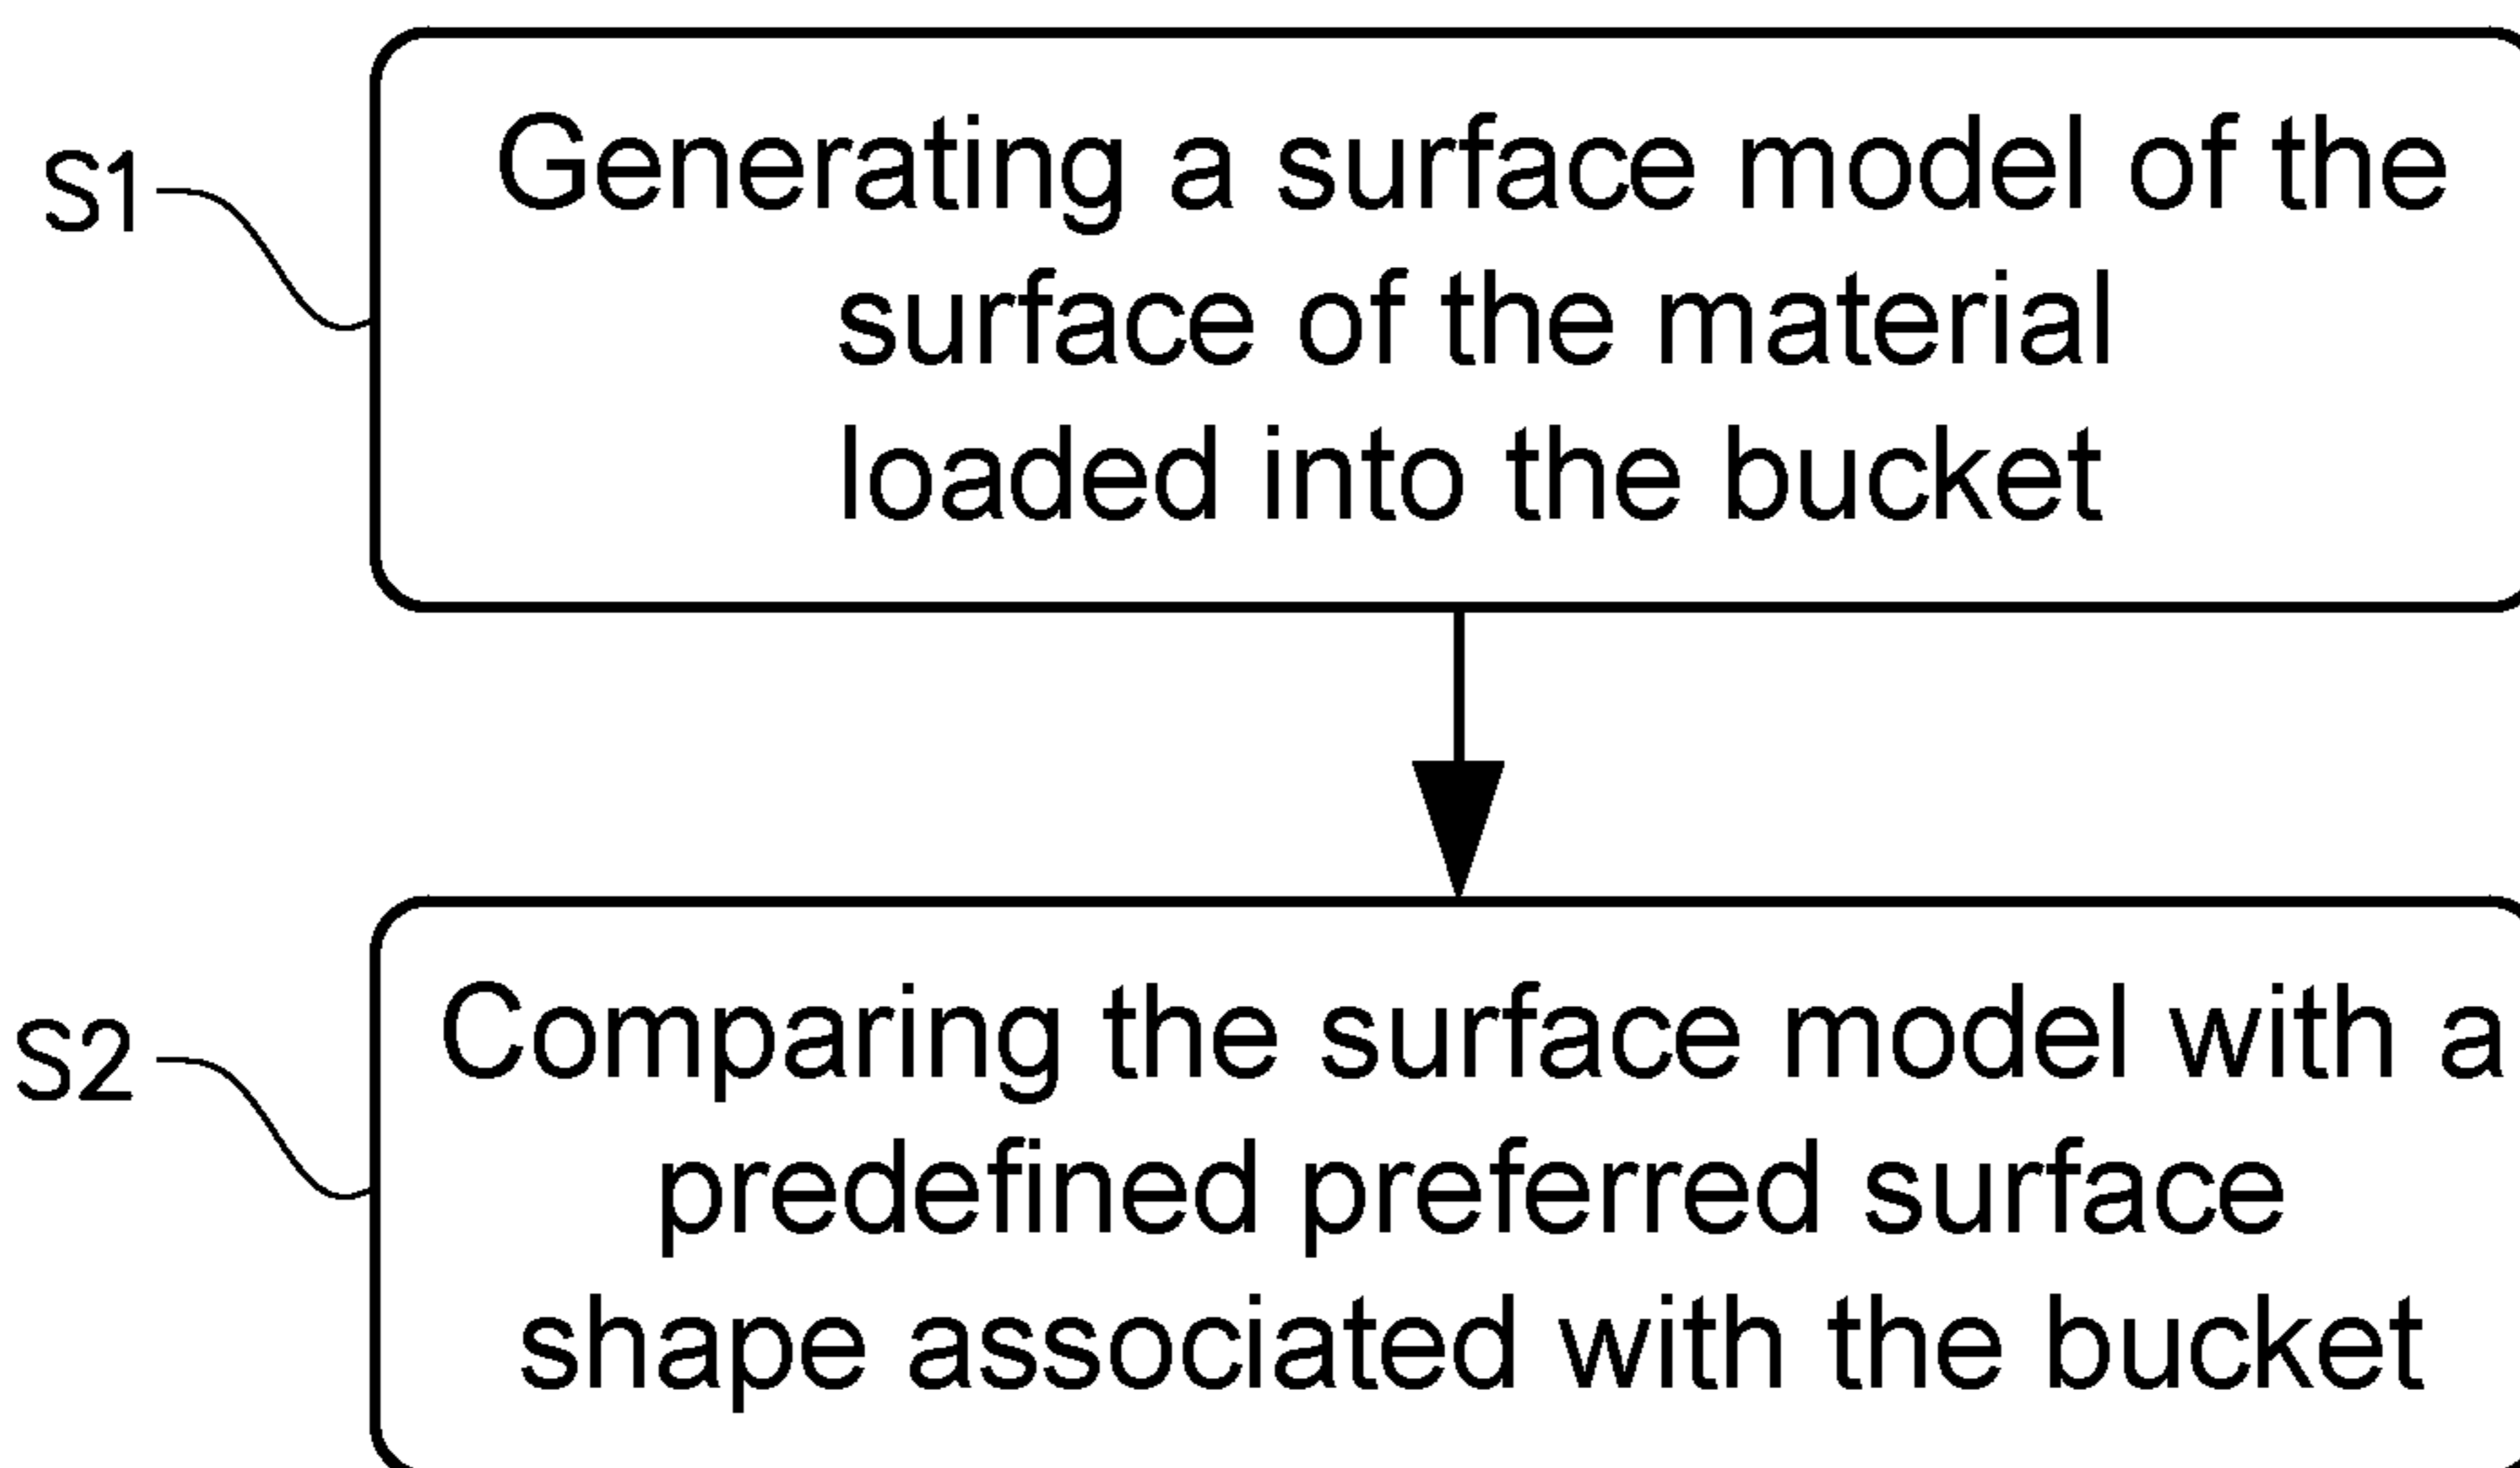 S1
Generating a surface model of the
surface of the material
loaded into the bucket
S2
Comparing the surface model with a
predefined preferred surface
shape associated with the bucket